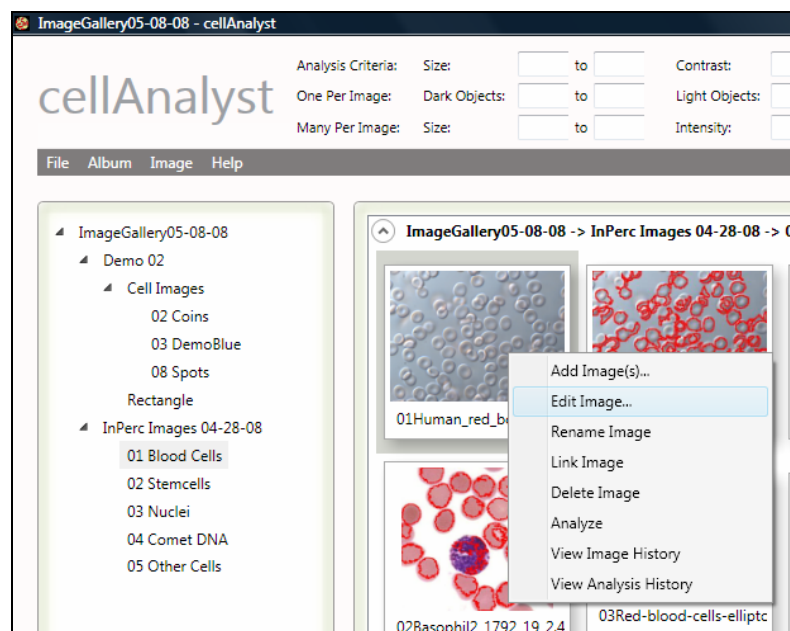 ImageGallery05-08-08 - cellAnalyst
cellAnalyst
Analysis Criteria: Size: to Contrast:
One Per Image: Dark Objects: to Light Objects:
Many Per Image: Size: to Intensity:
File Album Image Help
ImageGallery05-08-08
Demo 02
Cell Images
02 Coins
03 DemoBlue
08 Spots
Rectangle
InPerc Images 04-28-08
01 Blood Cells
02 Stemcells
03 Nuclei
04 Comet DNA
05 Other Cells
ImageGallery05-08-08 -> InPerc Images 04-28-08 ->
01Human_red_b
Add Image(s)...
Edit Image...
Rename Image
Link Image
Delete Image
Analyze
View Image History
View Analysis History
02Basophil2_1792_19_2.4
03Red-blood-cells-elliptc